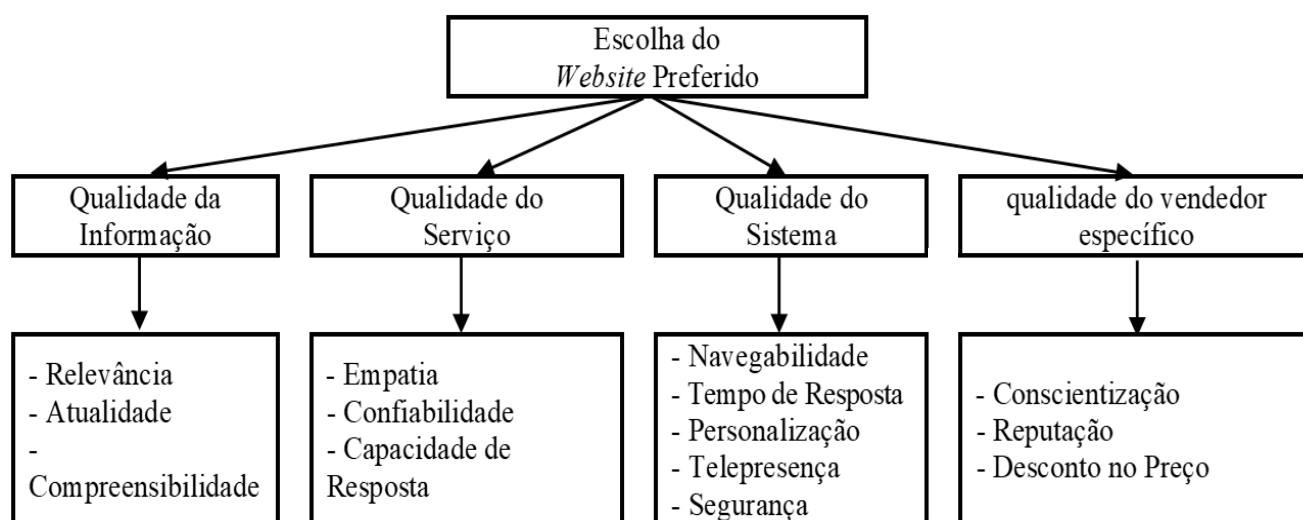 Escolha do
Website Preferido
Qualidade da
Informação
Qualidade do
Serviço
Qualidade do
Sistema
qualidade do vendedor
específico
- Relevância
- Atualidade
-
Compreensibilidade
- Empatia
- Confiabilidade
- Capacidade de
Resposta
- Navegabilidade
- Tempo de Resposta
- Personalização
- Telepresença
- Segurança
- Conscientização
- Reputação
- Desconto no Preço